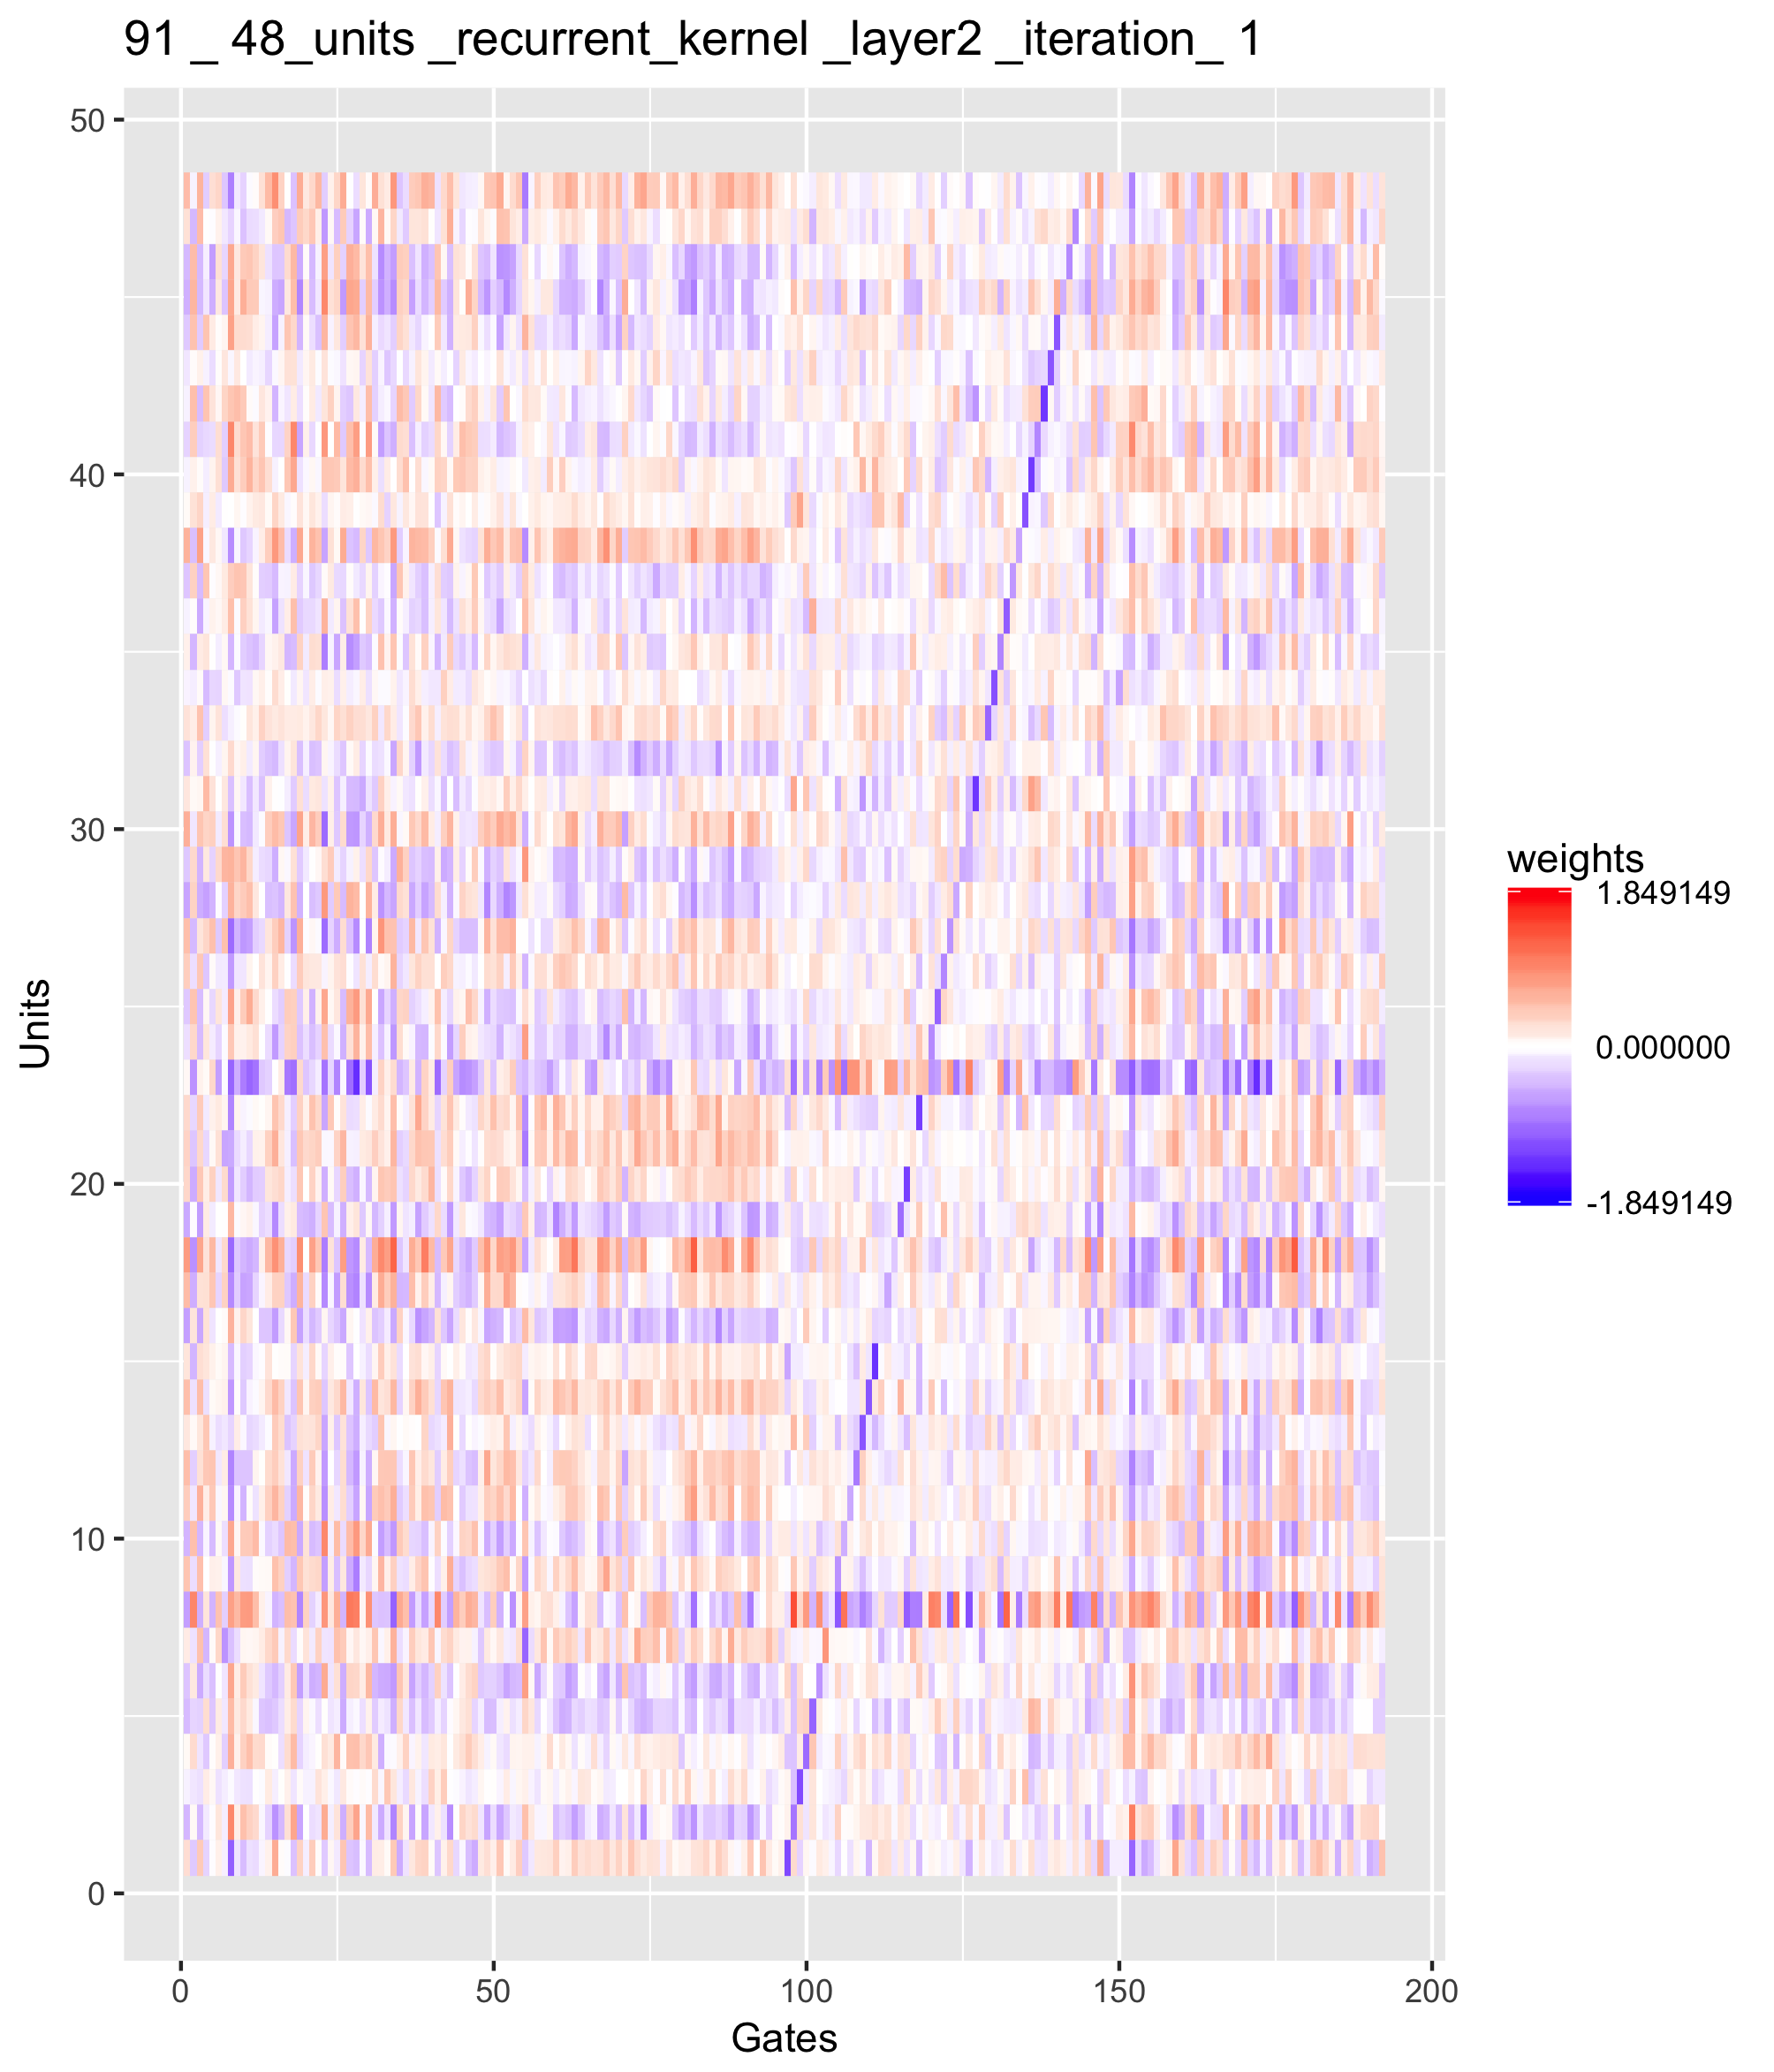 91 _ 48_units _recurrent_kernel _layer2 _iteration_ 1
50
40
30
20
10
0
Units
0 50 100 150 200
Gates
weights
1.849149
0.000000
-1.849149